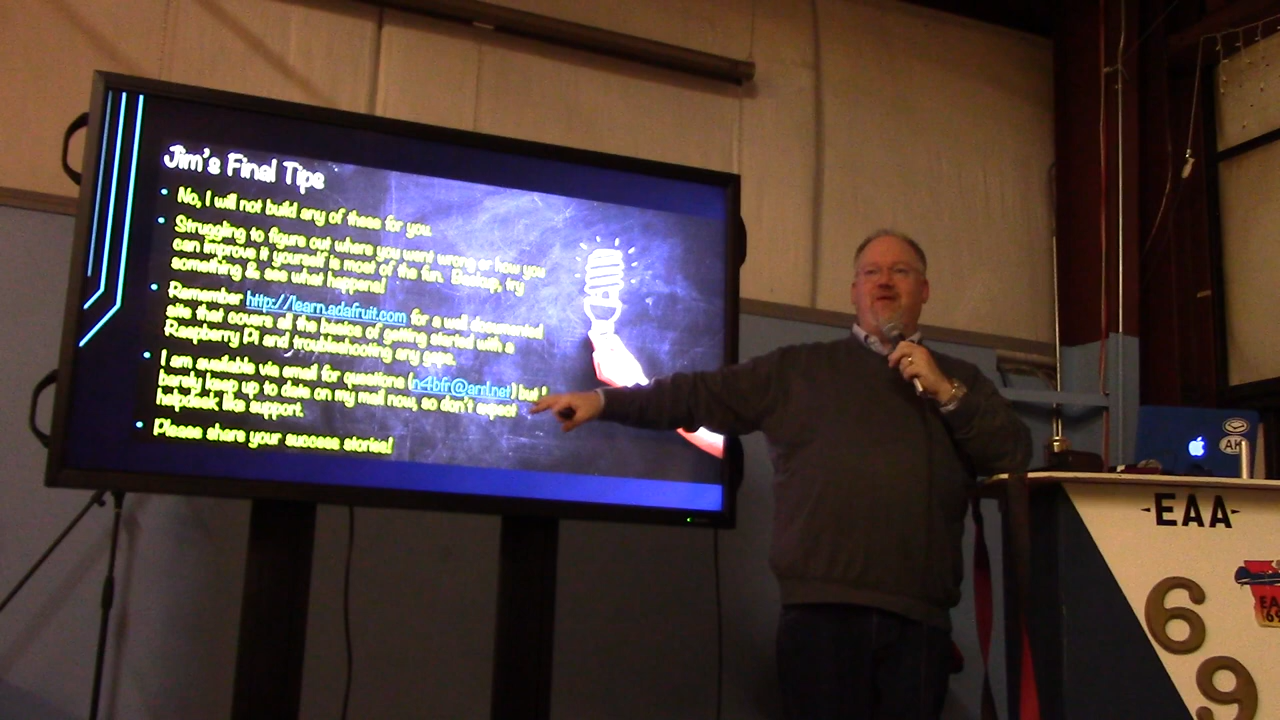 Jim's Final Tips
No, I will not build any of these for you.
Struggling to figure out where you went wrong or how you
can improve it yourself is most of the fun. Backup, try
something & see what happens!
Remember http://learn.adafruit.com for a well documented
site that covers all the basics of getting started with a
Raspberry Pi and troubleshooting any gaps.
I am available via email for questions (n4bfr@arrl.net) but I
barely keep up to date on my mail now, so don't expect
helpdesk like support.
Please share your success stories!
AK
EAA
6
9